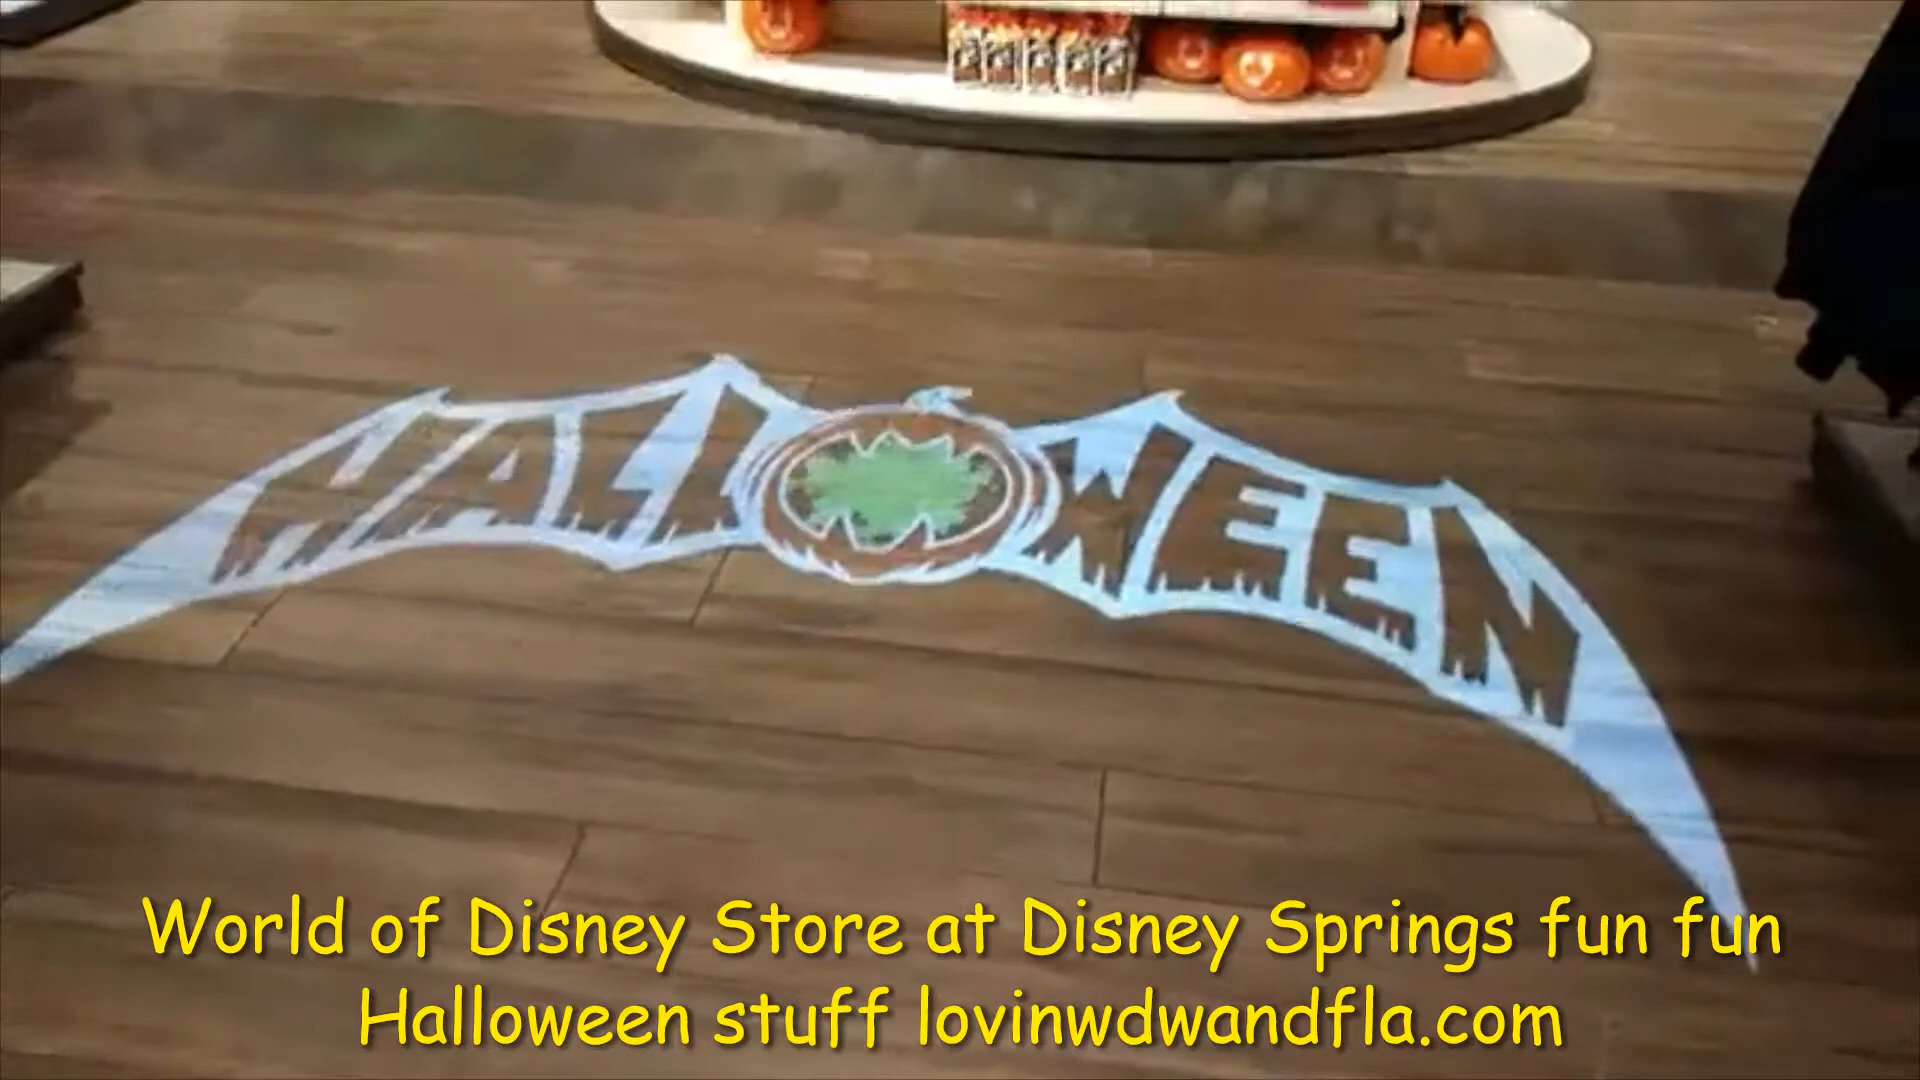 HALLOWEEN
World of Disney Store at Disney Springs fun fun
Halloween stuff lovinwdwandfla.com